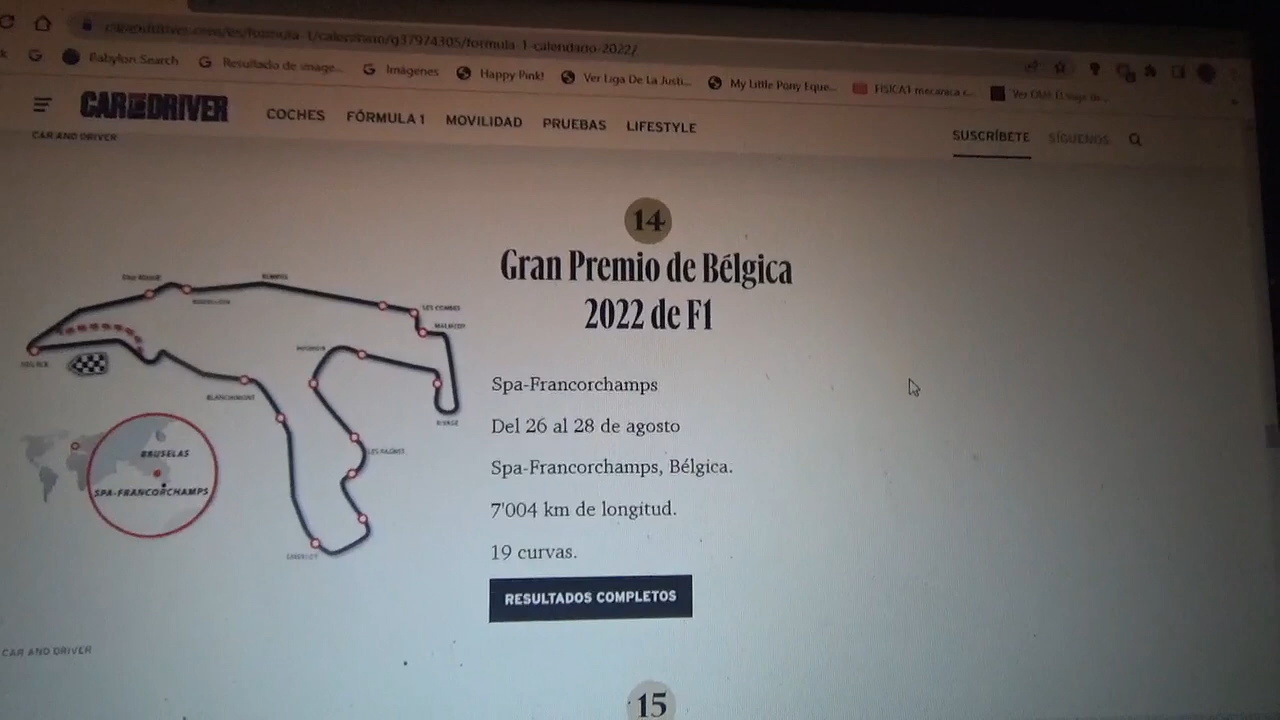 Babylon Search
Resultado de image...
Imágenes
Happy Pink!
Ver Liga De La Justi...
My Little Pony Eque...
CAR AND DRIVER
COCHES
FÓRMULA 1
MOVILIDAD
PRUEBAS
LIFESTYLE
SUSCRÍBETE
SÍGUENOS
CAR AND DRIVER
14
Gran Premio de Bélgica
2022 de F1
LES COMBES
BLANCHIMONT
BRUSELAS
SPA-FRANCORCHAMPS
Spa-Francorchamps
Del 26 al 28 de agosto
Spa-Francorchamps, Bélgica.
7'004 km de longitud.
19 curvas.
RESULTADOS COMPLETOS
CAR AND DRIVER
15